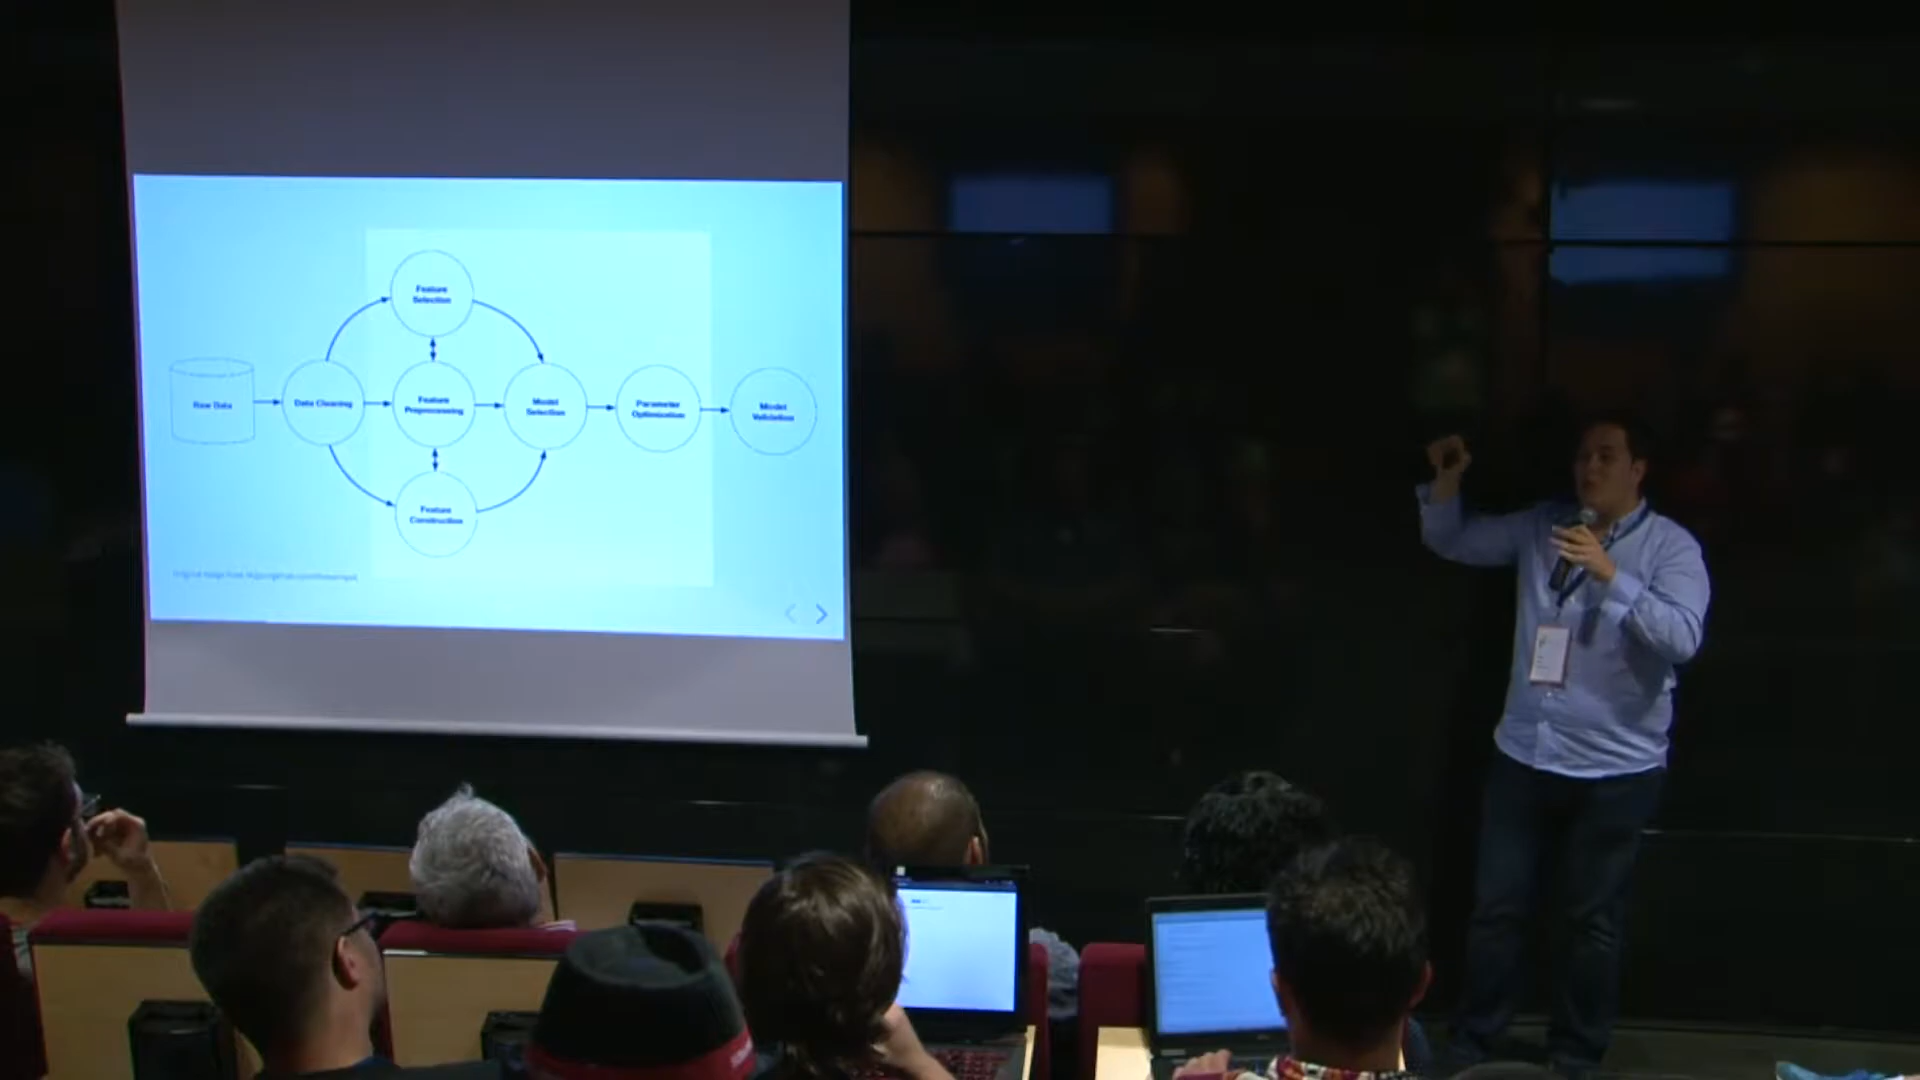 Feature
Selection
Raw Data
Data Cleaning
Feature
Preprocessing
Model
Selection
Parameter
Optimization
Model
Validation
Feature
Construction